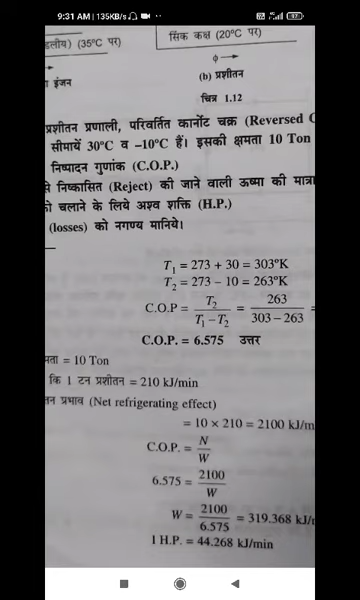 9:31 AM | 135KB/s
67
डलीय) (35°C पर)
सिंक कक्ष (20°C पर)
ा इंजन
ϕ→
(b) प्रशीतन
चित्र 1.12
प्रशीतन प्रणाली, परिवर्तित कार्नोट चक्र (Reversed C
सीमायें 30°C व –10°C हैं। इसकी क्षमता 10 Ton
निष्पादन गुणांक (C.O.P.)
से निष्कासित (Reject) की जाने वाली ऊष्मा की मात्रा
को चलाने के लिये अश्व शक्ति (H.P.)
(losses) को नगण्य मानिये।
T₁ = 273 + 30 = 303°K
T₂ = 273 – 10 = 263°K
C.O.P = T₂ / (T₁ – T₂) = 263 / (303 – 263) =
C.O.P. = 6.575 उत्तर
मता = 10 Ton
कि 1 टन प्रशीतन = 210 kJ/min
तन प्रभाव (Net refrigerating effect)
= 10 × 210 = 2100 kJ/m
C.O.P. = N / W
6.575 = 2100 / W
W = 2100 / 6.575 = 319.368 kJ/
1 H.P. = 44.268 kJ/min